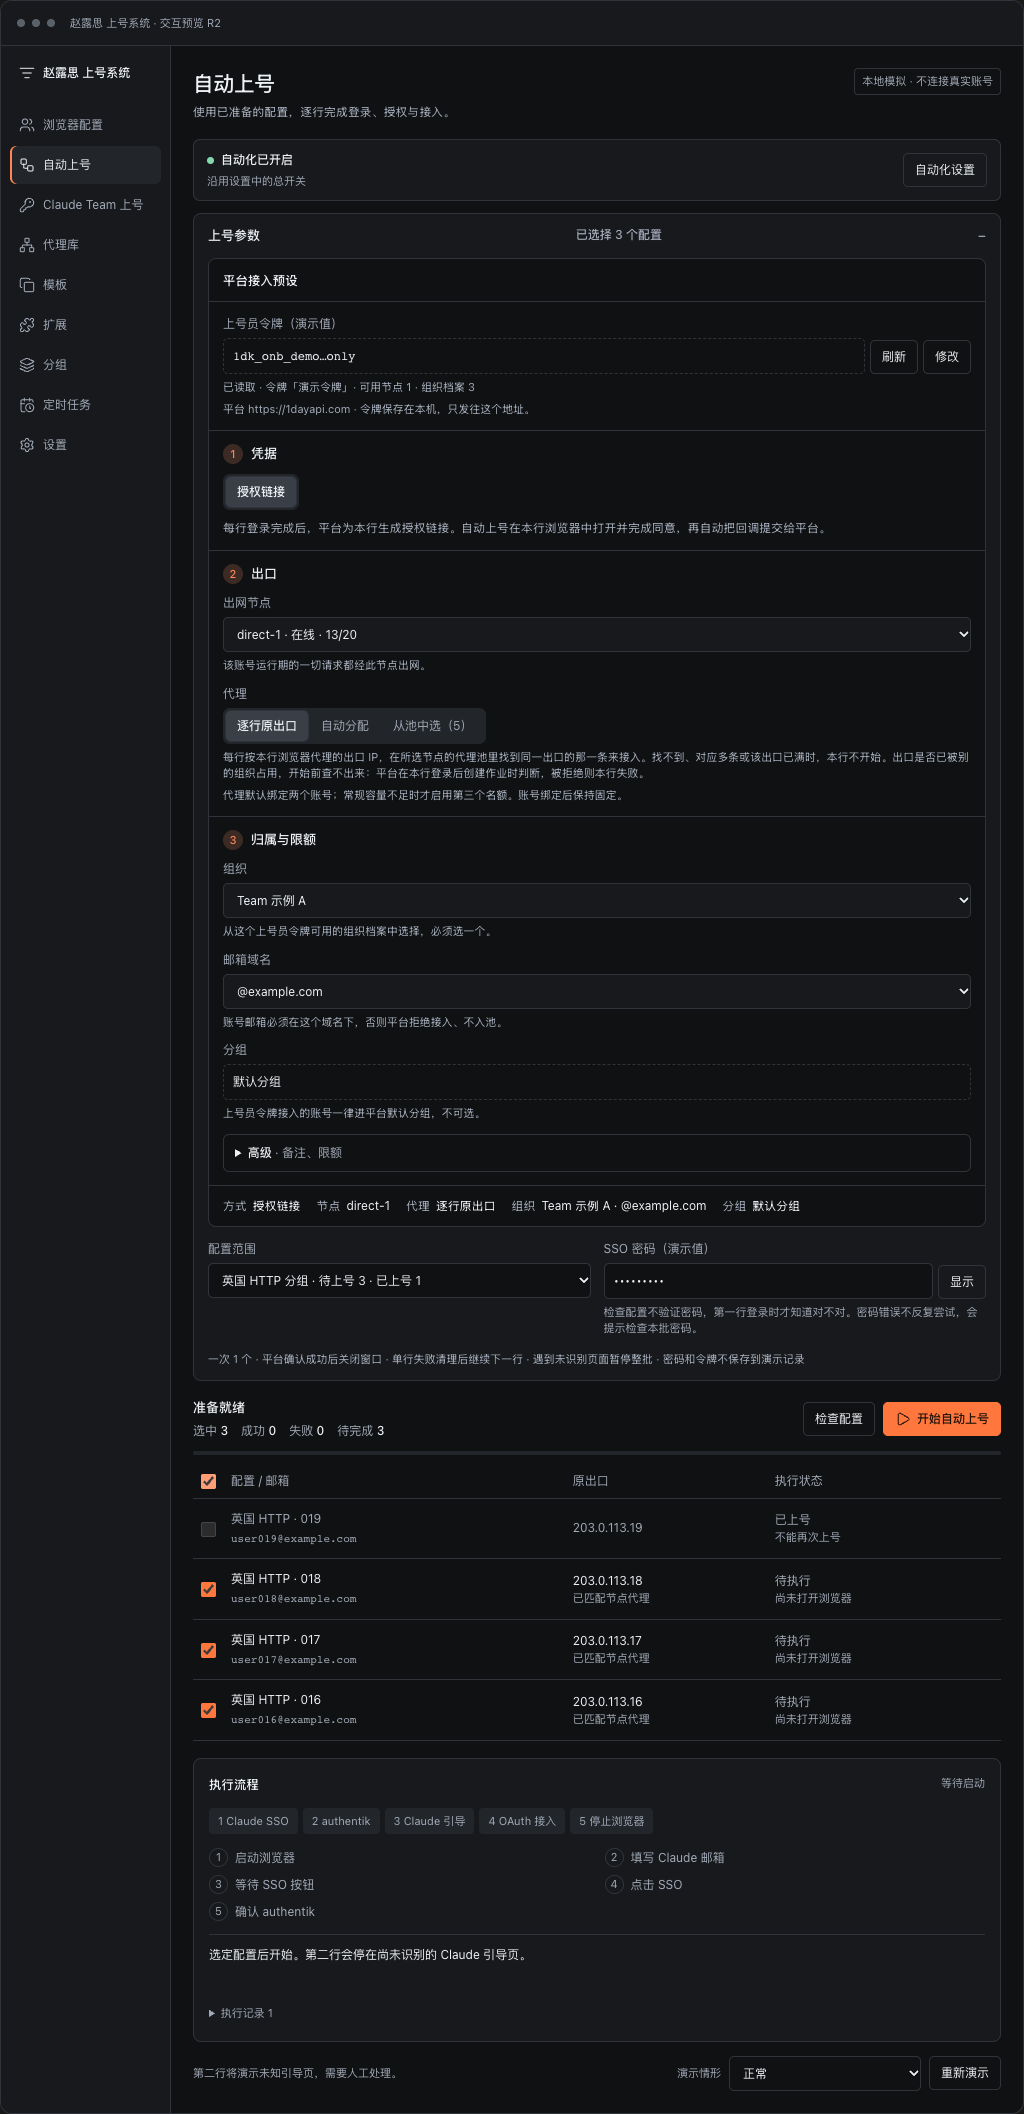 赵露思 上号系统 · 交互预览 R2
赵露思 上号系统
浏览器配置
自动上号
Claude Team 上号
代理库
模板
扩展
分组
定时任务
设置
自动上号
使用已准备的配置，逐行完成登录、授权与接入。
本地模拟 · 不连接真实账号
自动化已开启
沿用设置中的总开关
自动化设置
上号参数
已选择 3 个配置
–
平台接入预设
上号员令牌（演示值）
1dk_onb_demo…only
刷新
修改
已读取 · 令牌「演示令牌」 · 可用节点 1 · 组织档案 3
平台 https://1dayapi.com · 令牌保存在本机，只发往这个地址。
1 凭据
授权链接
每行登录完成后，平台为本行生成授权链接。自动上号在本行浏览器中打开并完成同意，再自动把回调提交给平台。
2 出口
出网节点
direct-1 · 在线 · 13/20
该账号运行期的一切请求都经此节点出网。
代理
逐行原出口
自动分配
从池中选（5）
每行按本行浏览器代理的出口 IP，在所选节点的代理池里找到同一出口的那一条来接入。找不到、对应多条或该出口已满时，本行不开始。出口是否已被别
的组织占用，开始前查不出来：平台在本行登录后创建作业时判断，被拒绝则本行失败。
代理默认绑定两个账号；常规容量不足时才启用第三个名额。账号绑定后保持固定。
3 归属与限额
组织
Team 示例 A
从这个上号员令牌可用的组织档案中选择，必须选一个。
邮箱域名
@example.com
账号邮箱必须在这个域名下，否则平台拒绝接入、不入池。
分组
默认分组
上号员令牌接入的账号一律进平台默认分组，不可选。
高级 · 备注、限额
方式 授权链接 节点 direct-1 代理 逐行原出口 组织 Team 示例 A · @example.com 分组 默认分组
配置范围
英国 HTTP 分组 · 待上号 3 · 已上号 1
SSO 密码（演示值）
•••••••••
显示
检查配置不验证密码，第一行登录时才知道对不对。密码错误不反复尝试，会
提示检查本批密码。
一次 1 个 · 平台确认成功后关闭窗口 · 单行失败清理后继续下一行 · 遇到未识别页面暂停整批 · 密码和令牌不保存到演示记录
准备就绪
选中 3 成功 0 失败 0 待完成 3
检查配置
开始自动上号
配置 / 邮箱
原出口
执行状态
英国 HTTP · 019
user019@example.com
203.0.113.19
已上号
不能再次上号
英国 HTTP · 018
user018@example.com
203.0.113.18
已匹配节点代理
待执行
尚未打开浏览器
英国 HTTP · 017
user017@example.com
203.0.113.17
已匹配节点代理
待执行
尚未打开浏览器
英国 HTTP · 016
user016@example.com
203.0.113.16
已匹配节点代理
待执行
尚未打开浏览器
执行流程
等待启动
1 Claude SSO
2 authentik
3 Claude 引导
4 OAuth 接入
5 停止浏览器
1 启动浏览器
2 填写 Claude 邮箱
3 等待 SSO 按钮
4 点击 SSO
5 确认 authentik
选定配置后开始。第二行会停在尚未识别的 Claude 引导页。
执行记录 1
第二行将演示未知引导页，需要人工处理。
演示情形
正常
重新演示